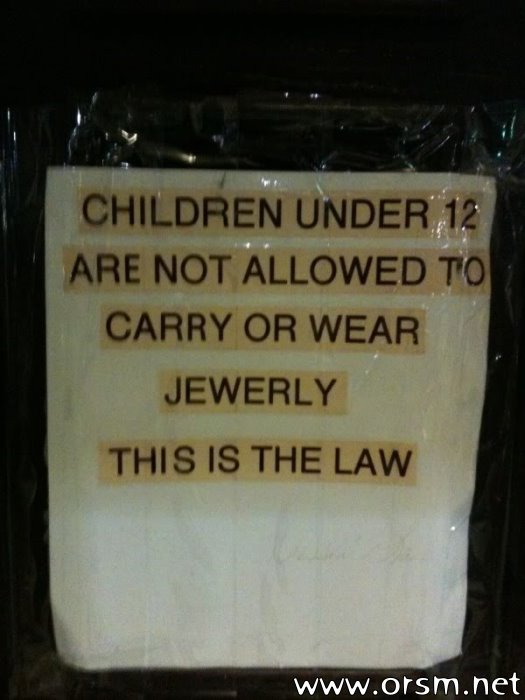 CHILDREN UNDER 12
ARE NOT ALLOWED TO
CARRY OR WEAR
JEWERLY
THIS IS THE LAW
www.orsm.net